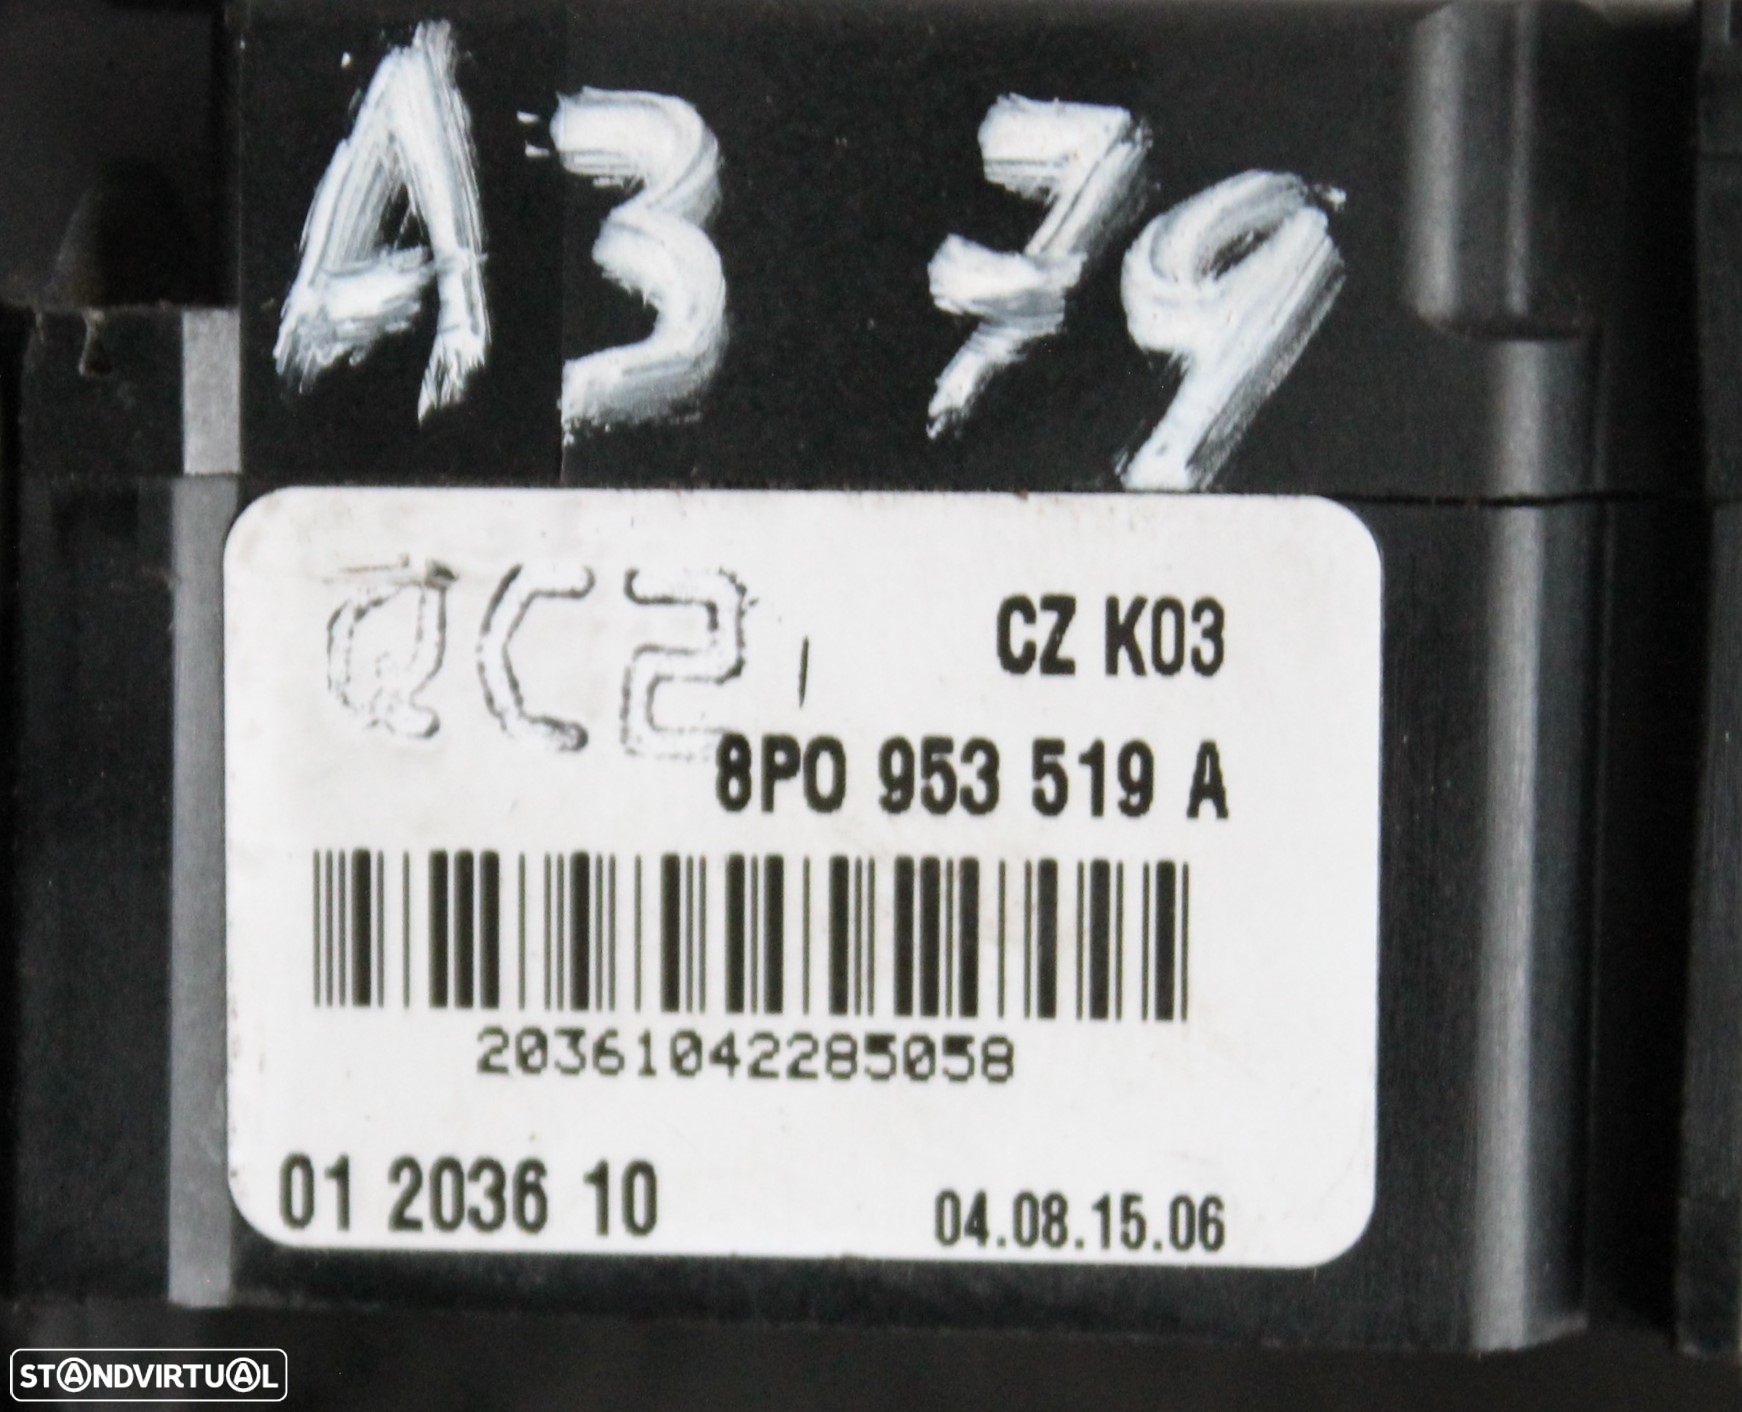 A3 79
QC2
CZ K03
8P0 953 519 A
20361042285058
01 2036 10
04.08.15.06
STANDVIRTUAL